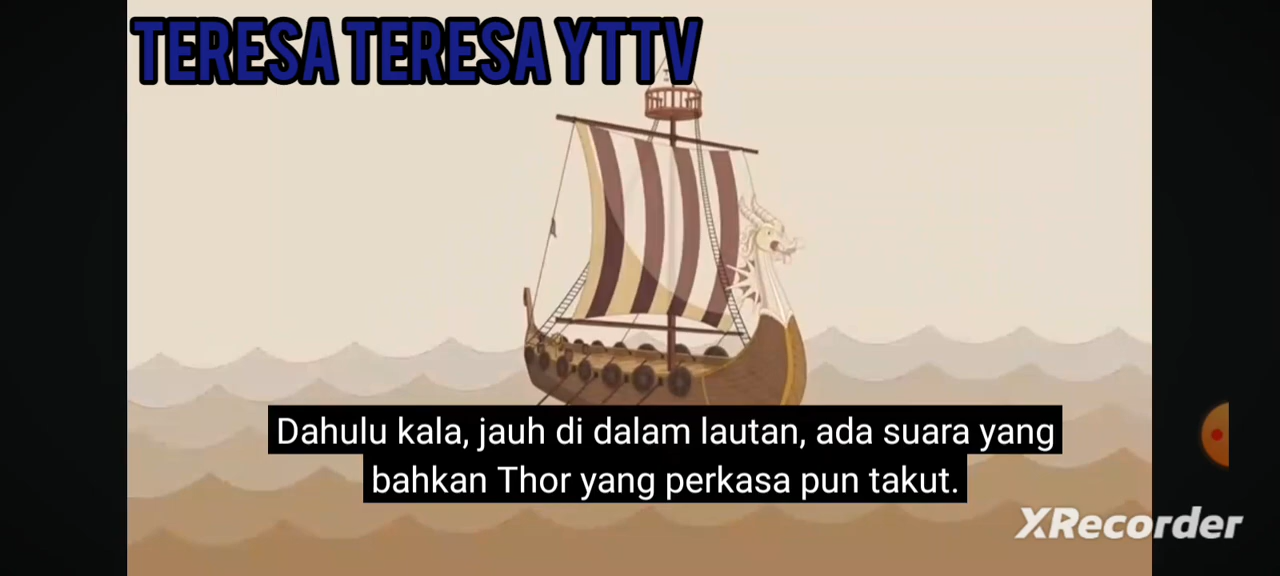 TERESA TERESA YTTV
Dahulu kala, jauh di dalam lautan, ada suara yang
bahkan Thor yang perkasa pun takut.
XRecorder